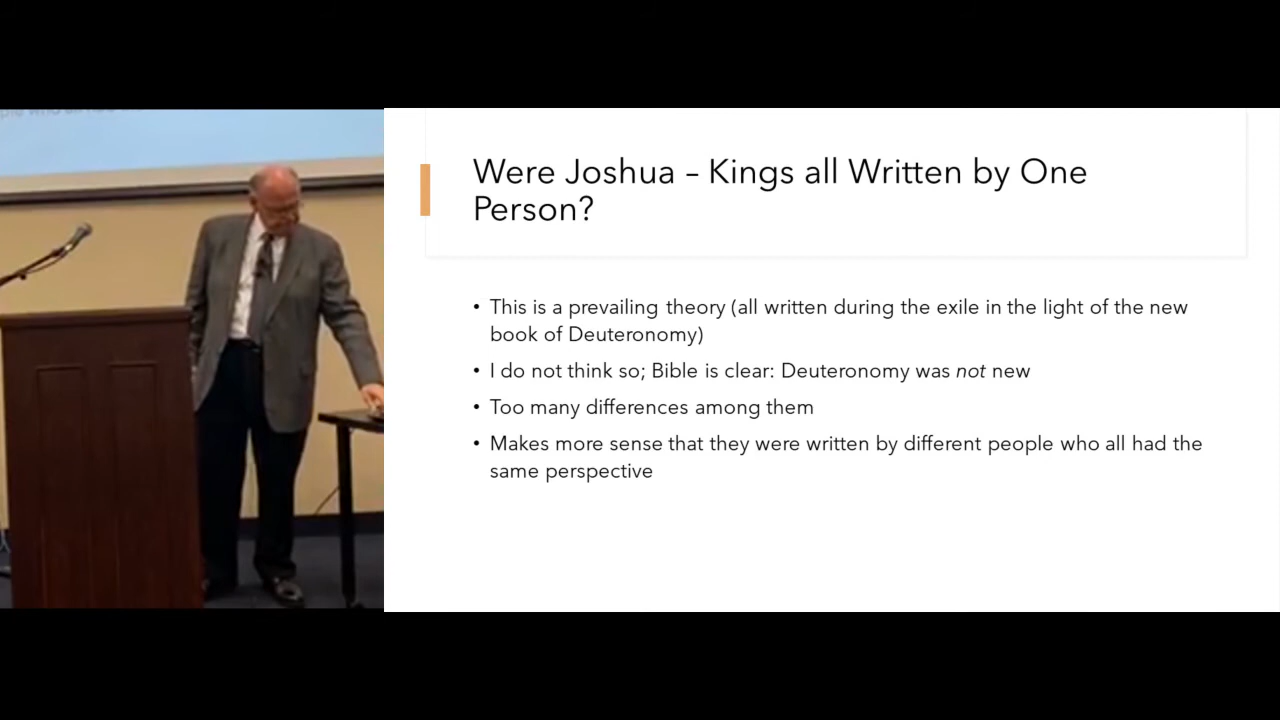 Were Joshua – Kings all Written by One
Person?
• This is a prevailing theory (all written during the exile in the light of the new
book of Deuteronomy)
• I do not think so; Bible is clear: Deuteronomy was not new
• Too many differences among them
• Makes more sense that they were written by different people who all had the
same perspective